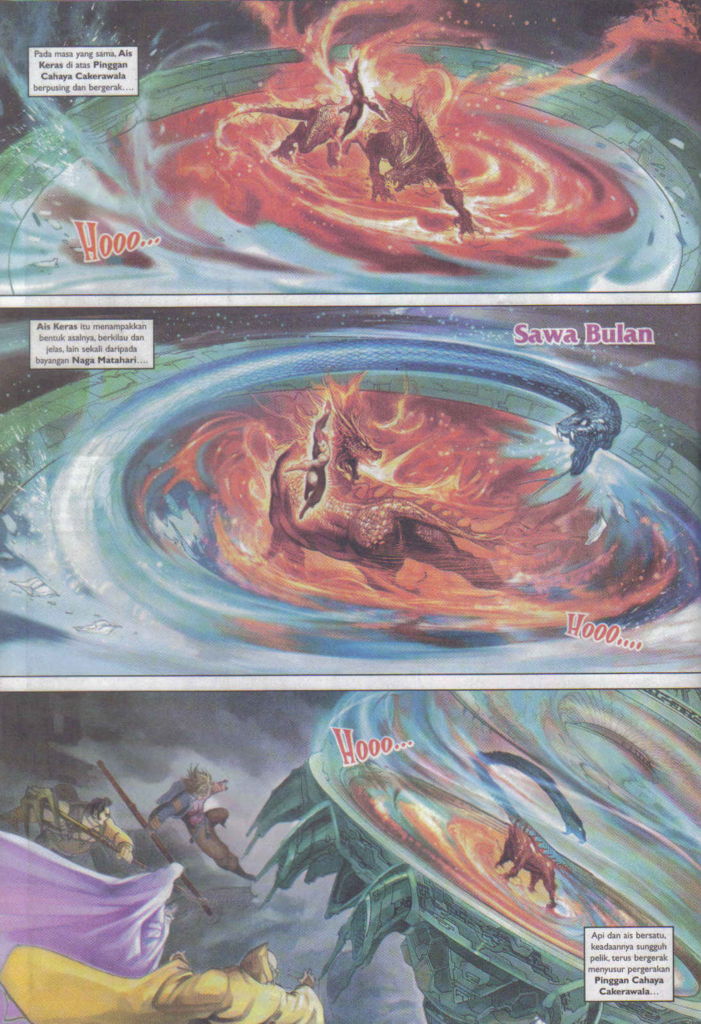 Pada masa yang sama, Ais
Keras di atas Pinggan
Cahaya Cakerawala
berpusing dan bergerak....
Hooo...
Ais Keras itu menampakkan
bentuk asalnya, berkilau dan
jelas, lain sekali daripada
bayangan Naga Matahari....
Sawa Bulan
Hooo....
Hooo...
Api dan ais bersatu,
keadaannya sungguh
pelik, terus bergerak
menyusur pergerakan
Pinggan Cahaya
Cakerawala...